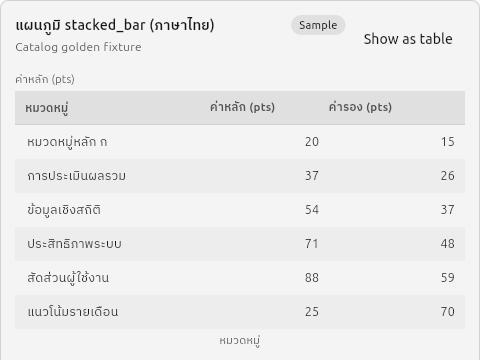 แผนภูมิ stacked_bar (ภาษาไทย)
Sample
Show as table
Catalog golden fixture
ค่าหลัก (pts)
หมวดหมู่ ค่าหลัก (pts) ค่ารอง (pts)
หมวดหมู่หลัก ก 20 15
การประเมินผลรวม 37 26
ข้อมูลเชิงสถิติ 54 37
ประสิทธิภาพระบบ 71 48
สัดส่วนผู้ใช้งาน 88 59
แนวโน้มรายเดือน 25 70
หมวดหมู่